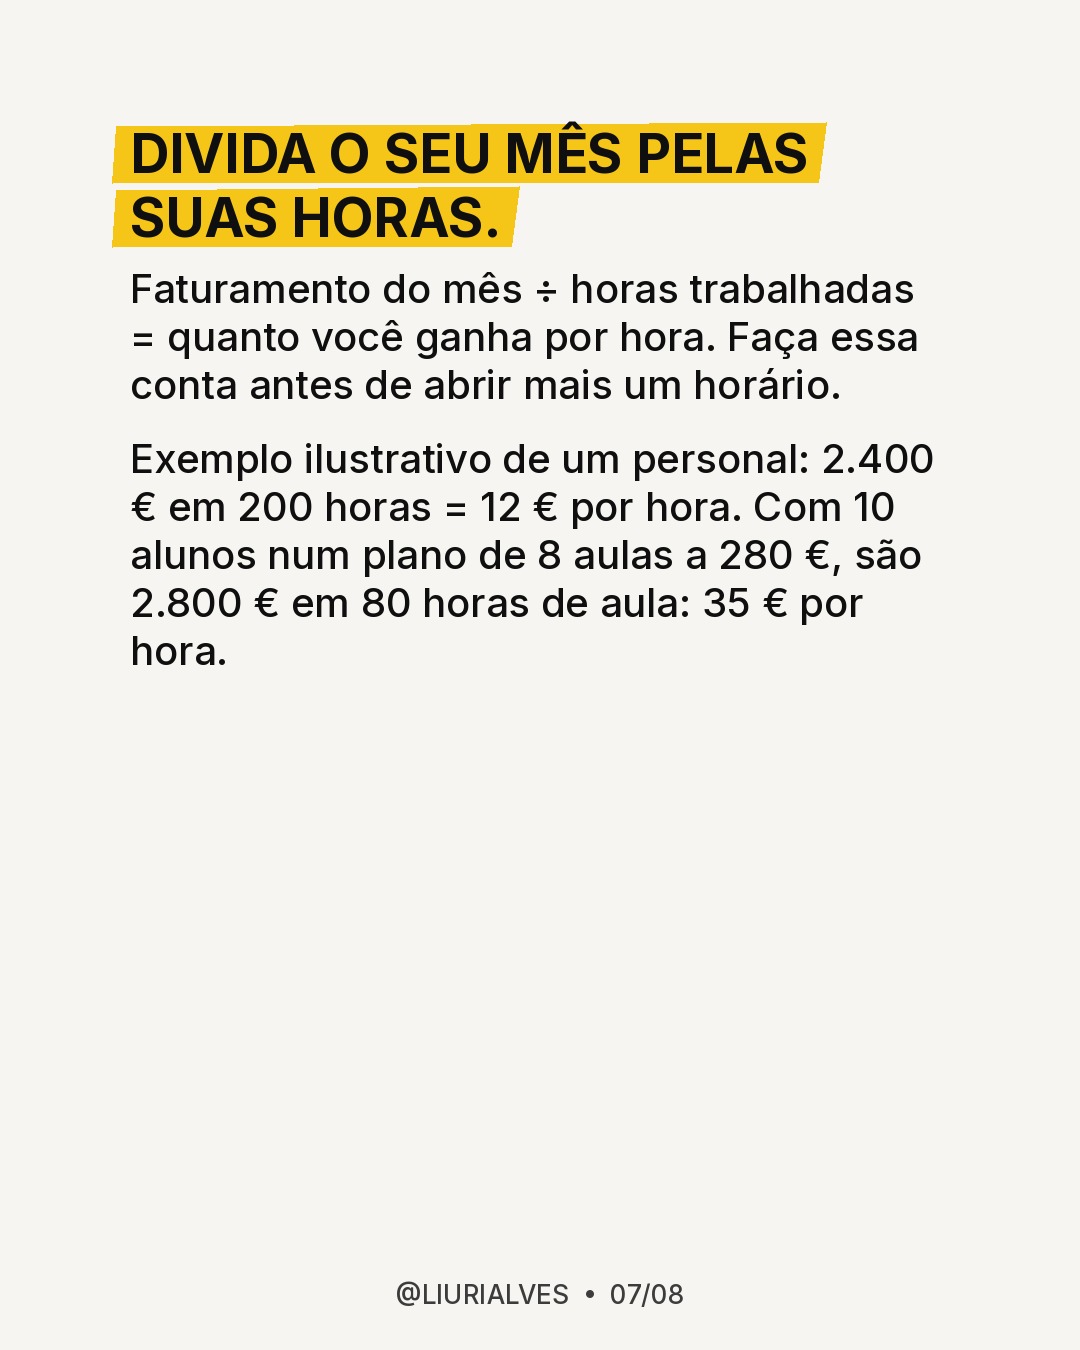 DIVIDA O SEU MÊS PELAS
SUAS HORAS.
Faturamento do mês ÷ horas trabalhadas
= quanto você ganha por hora. Faça essa
conta antes de abrir mais um horário.
Exemplo ilustrativo de um personal: 2.400
€ em 200 horas = 12 € por hora. Com 10
alunos num plano de 8 aulas a 280 €, são
2.800 € em 80 horas de aula: 35 € por
hora.
@LIURIALVES • 07/08